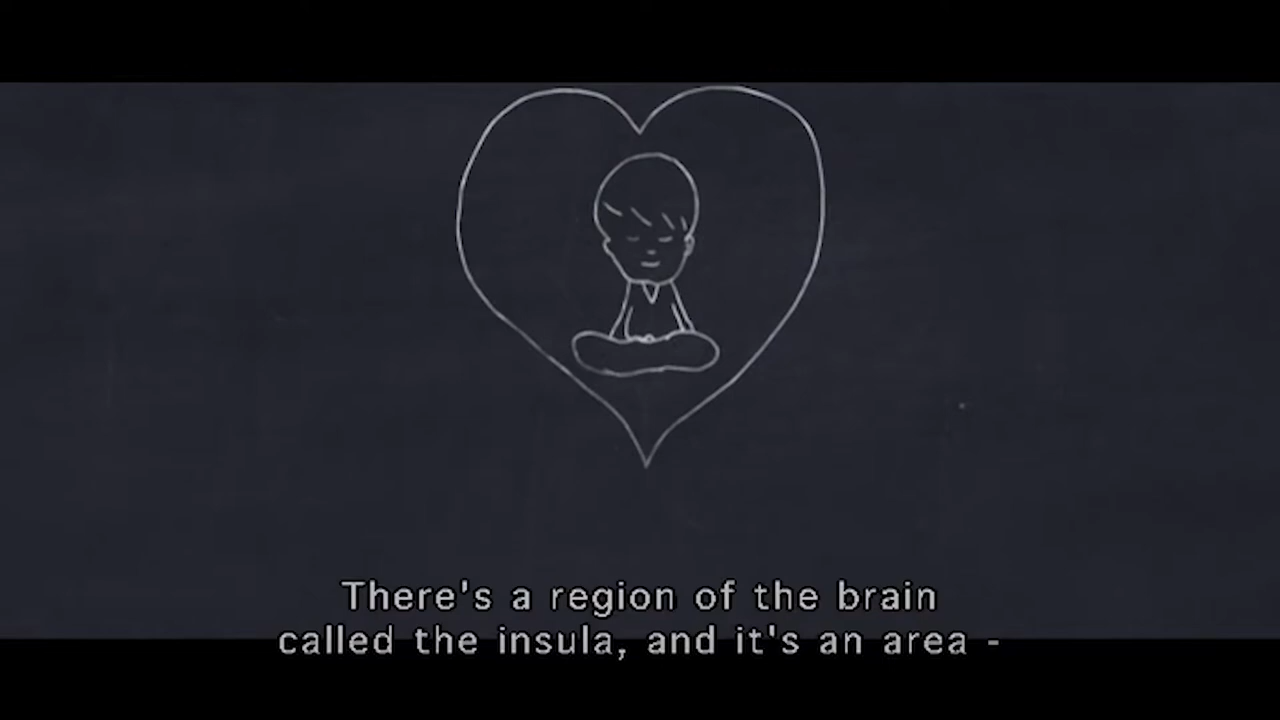 There's a region of the brain
called the insula, and it's an area -